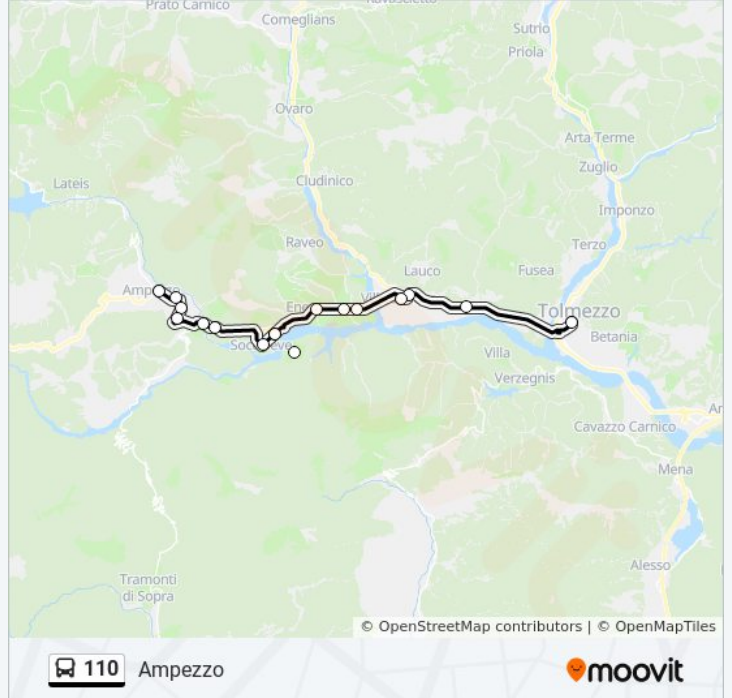 Prato Carnico
Comeglians
Sutrio
Priola
Ovaro
Arta Terme
Zuglio
Lateis
Cludinico
Imponzo
Raveo
Terzo
Lauco
Fusea
Tolmezzo
Betania
Villa
Verzegnis
Cavazzo Carnico
Mena
Alesso
Tramonti
di Sopra
© OpenStreetMap contributors | © OpenMapTiles
110 Ampezzo
moovit